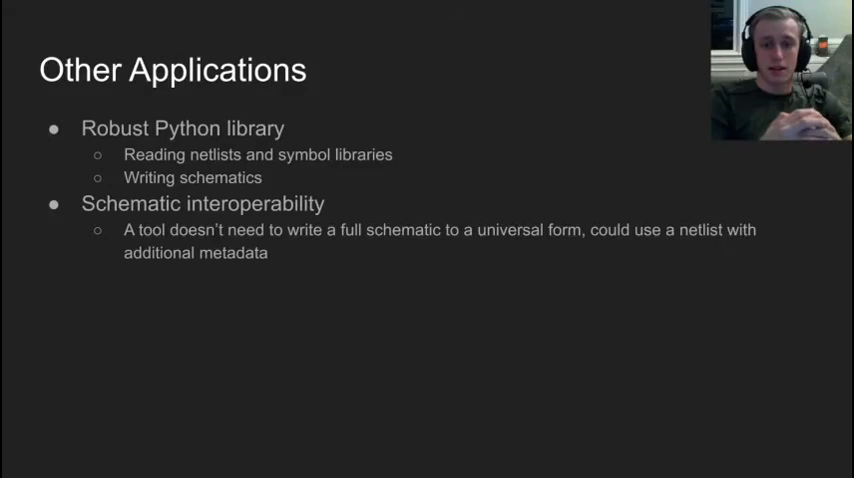 Other Applications
● Robust Python library
○ Reading netlists and symbol libraries
○ Writing schematics
● Schematic interoperability
○ A tool doesn't need to write a full schematic to a universal form, could use a netlist with
additional metadata